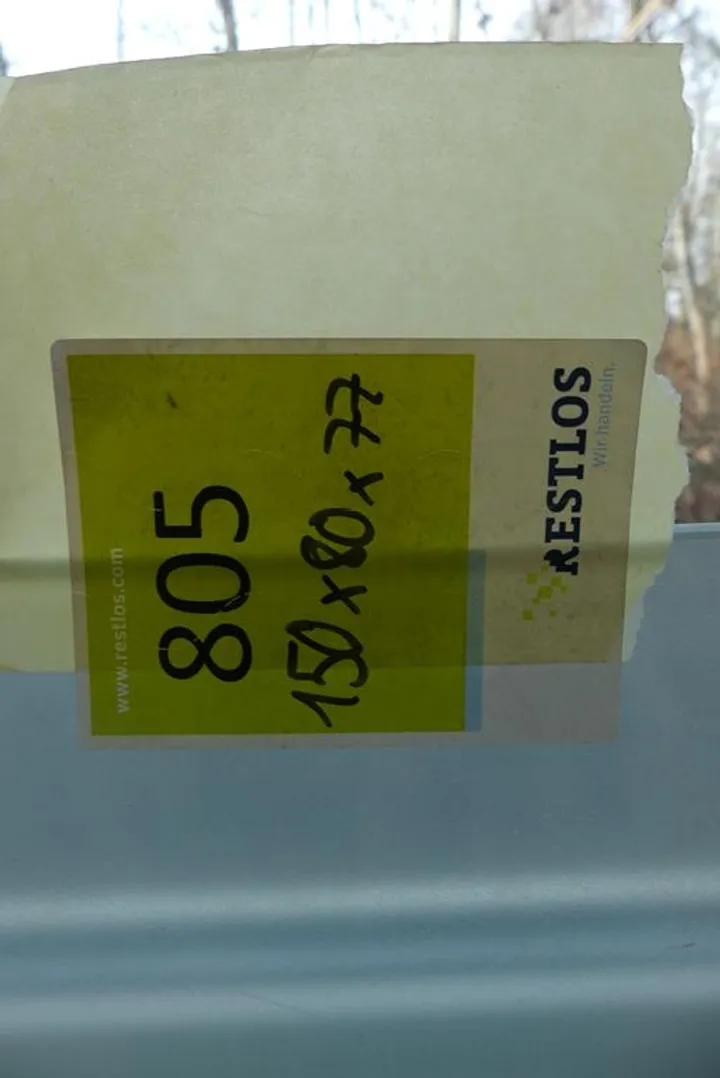 www.restlos.com
805
150 x 80 x 77
RESTLOS
Wir handeln.